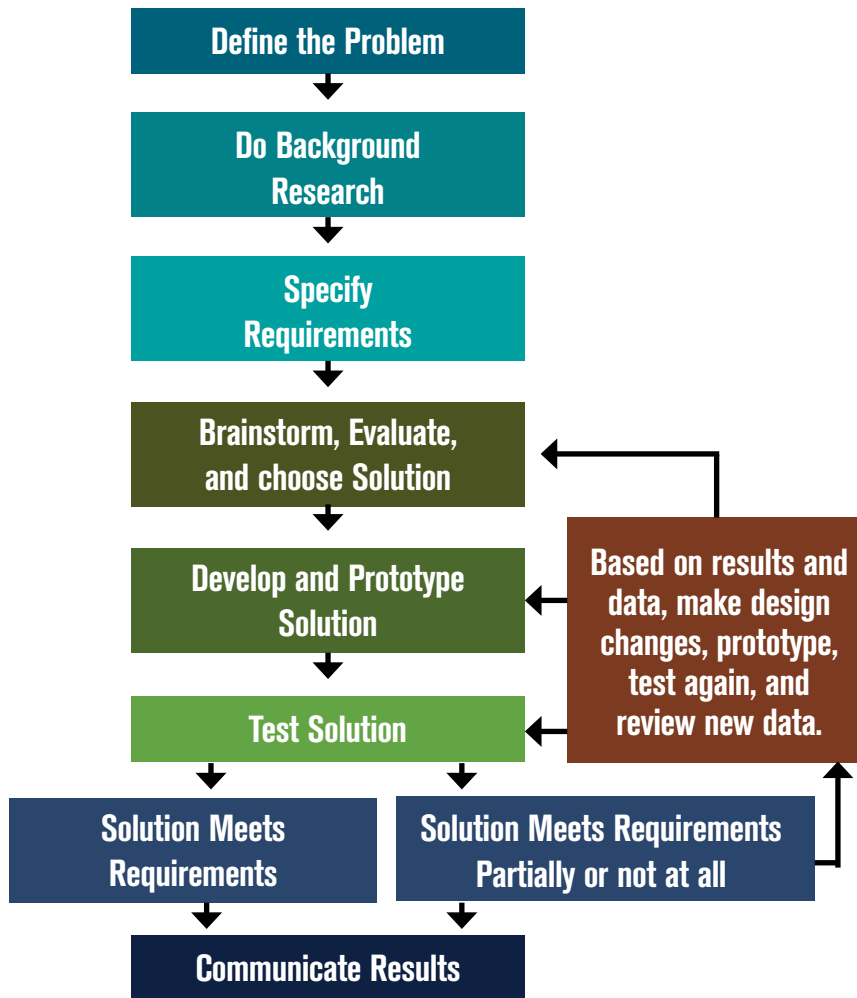 Define the Problem
Do Background
Research
Specify
Requirements
Brainstorm, Evaluate,
and choose Solution
Develop and Prototype
Solution
Based on results and
data, make design
changes, prototype,
test again, and
review new data.
Test Solution
Solution Meets
Requirements
Solution Meets Requirements
Partially or not at all
Communicate Results